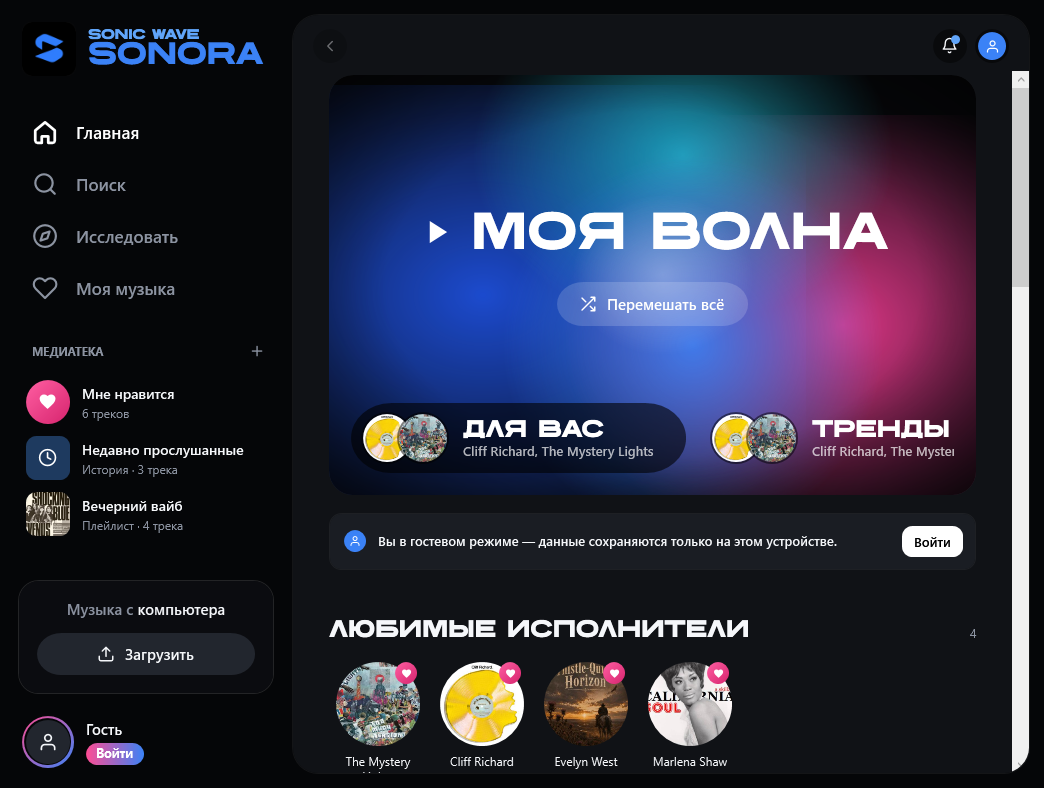 SONIC WAVE
SONORA
Главная
Поиск
Исследовать
Моя музыка
МЕДИАТЕКА
Мне нравится
6 треков
Недавно прослушанные
История · 3 трека
Вечерний вайб
Плейлист · 4 трека
Музыка с компьютера
Загрузить
Гость
Войти
МОЯ ВОЛНА
Перемешать всё
ДЛЯ ВАС
Cliff Richard, The Mystery Lights
ТРЕНДЫ
Cliff Richard, The Myster
Вы в гостевом режиме — данные сохраняются только на этом устройстве.
Войти
ЛЮБИМЫЕ ИСПОЛНИТЕЛИ
4
Horizon
SOUL
The Mystery
Cliff Richard
Evelyn West
Marlena Shaw